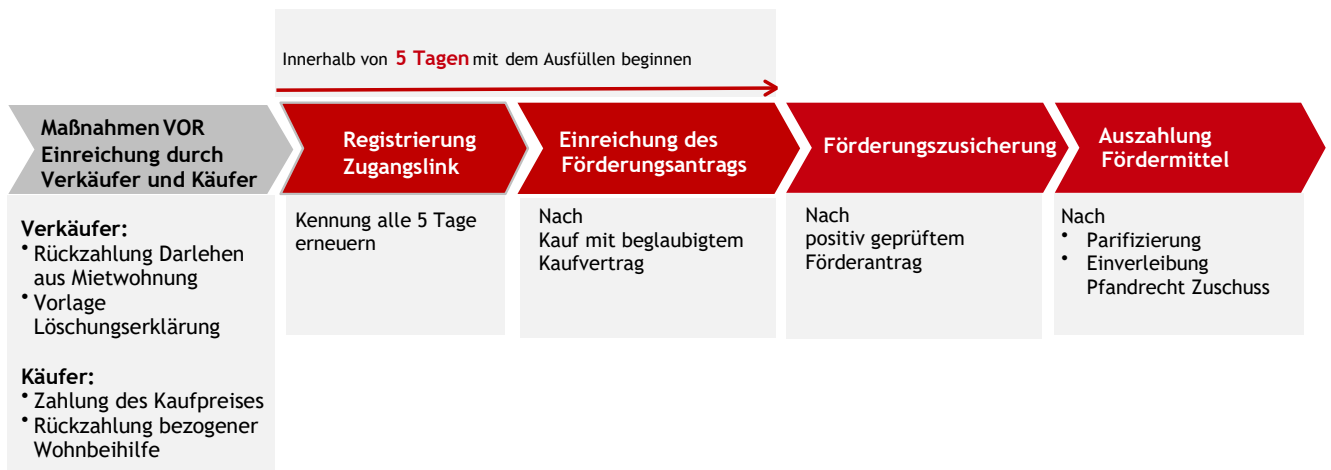 Innerhalb von 5 Tagen mit dem Ausfüllen beginnen
Maßnahmen VOR
Einreichung durch
Verkäufer und Käufer
Registrierung
Zugangslink
Einreichung des
Förderungsantrags
Förderungszusicherung
Auszahlung
Fördermittel
Verkäufer:
• Rückzahlung Darlehen
aus Mietwohnung
• Vorlage
Löschungserklärung
Käufer:
• Zahlung des Kaufpreises
• Rückzahlung bezogener
Wohnbeihilfe
Kennung alle 5 Tage
erneuern
Nach
Kauf mit beglaubigtem
Kaufvertrag
Nach
positiv geprüftem
Förderantrag
Nach
• Parifizierung
• Einverleibung
Pfandrecht Zuschuss